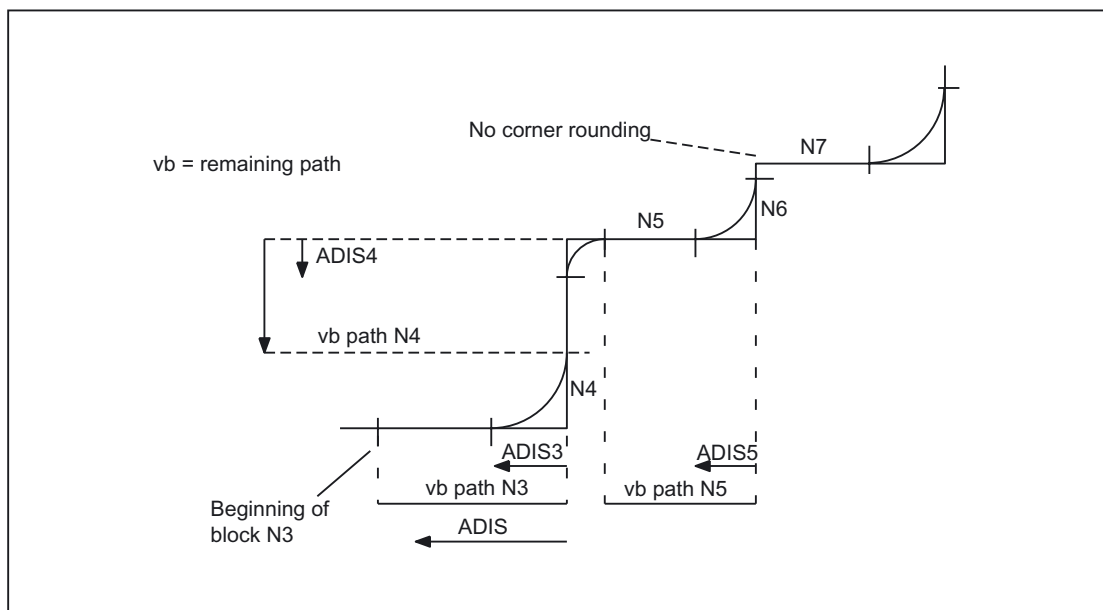 No corner rounding
N7
vb = remaining path
N5
N6
ADIS4
vb path N4
N4
ADIS3
ADIS5
vb path N3
vb path N5
Beginning of
block N3
ADIS